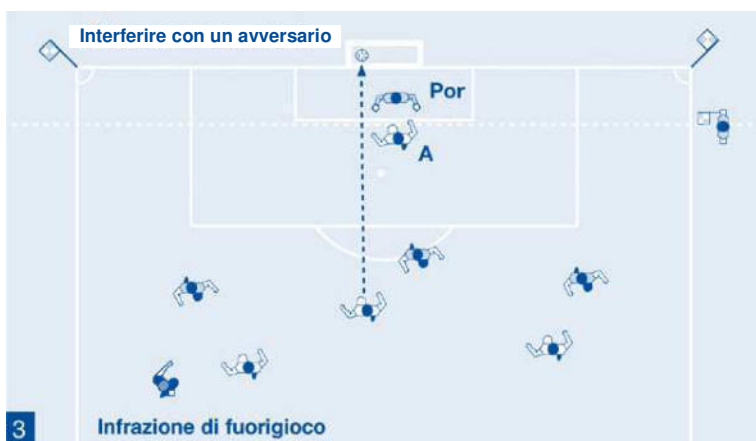 Interferire con un avversario
Por
A
3
Infrazione di fuorigioco